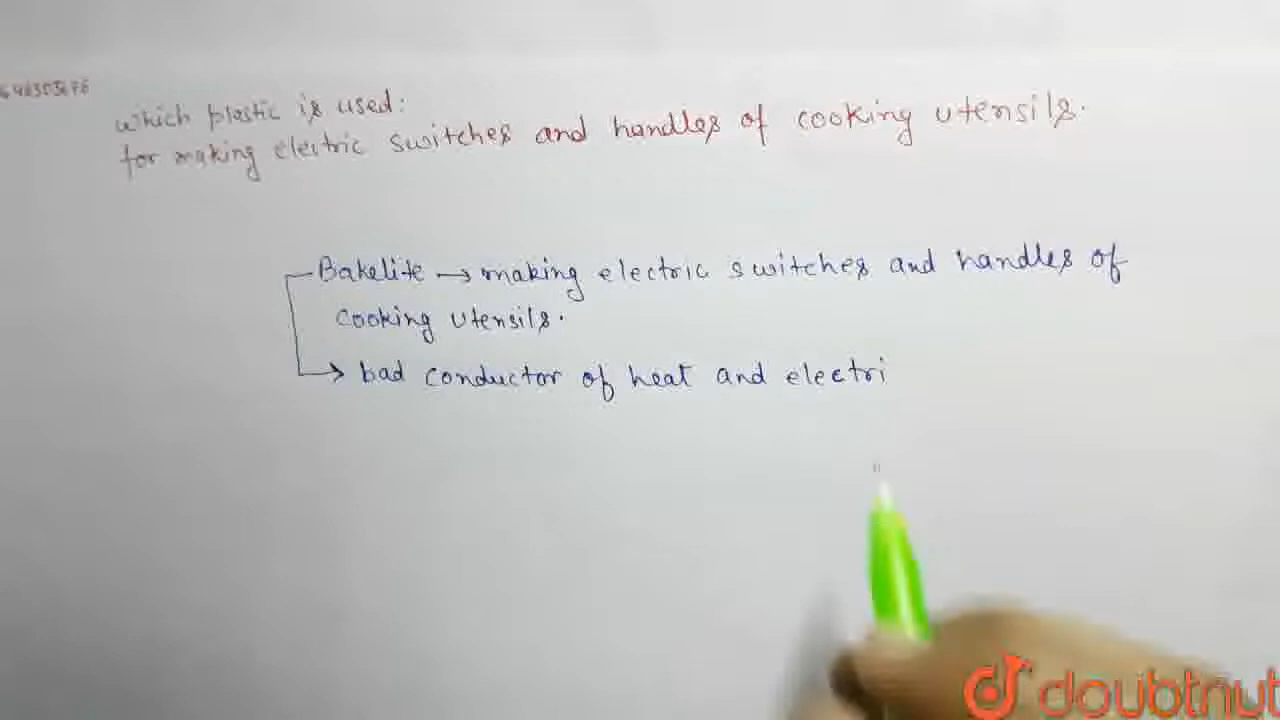 which plastic is used:
for making electric switches and handles of cooking utensils.
Bakelite → making electric switches and handles of
cooking utensils.
→ bad conductor of heat and electri
doubtnut